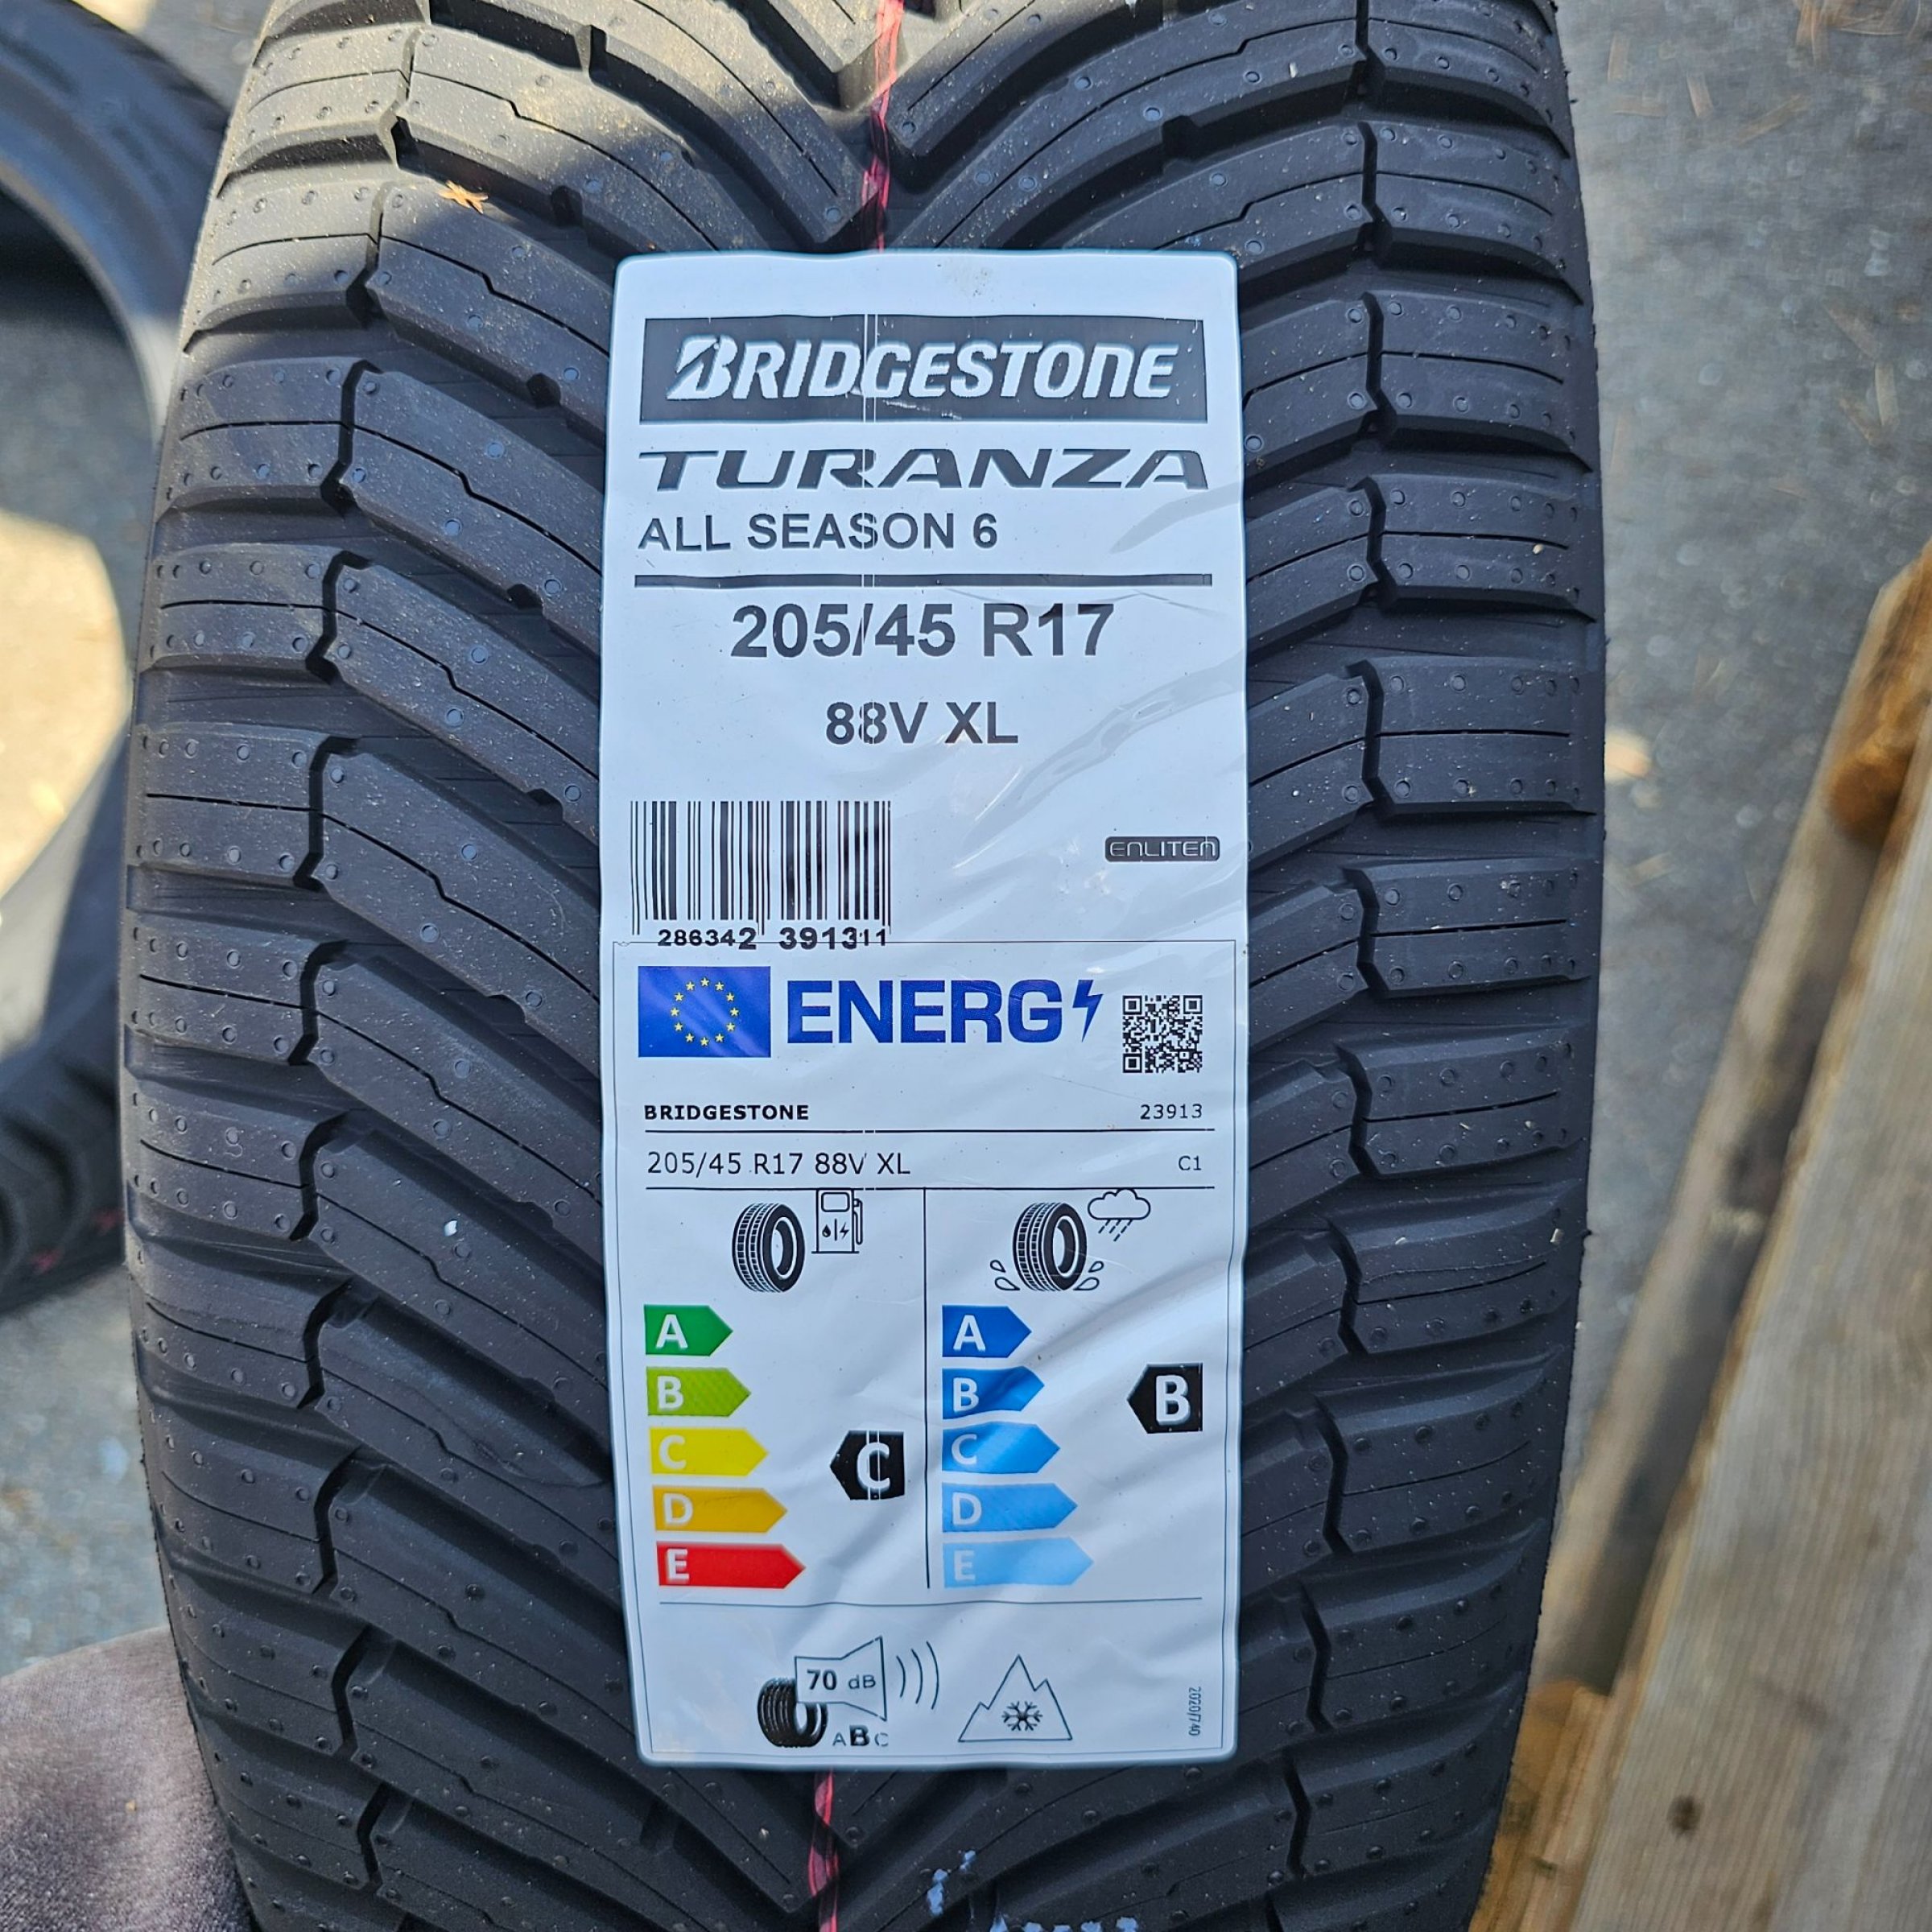 BRIDGESTONE
TURANZA
ALL SEASON 6
205/45 R17
88V XL
ENLITEN
286342 391311
ENERG
BRIDGESTONE 23913
205/45 R17 88V XL C1
A A
B B B
C C C
D D
E E
70 dB
ABC
2020/740